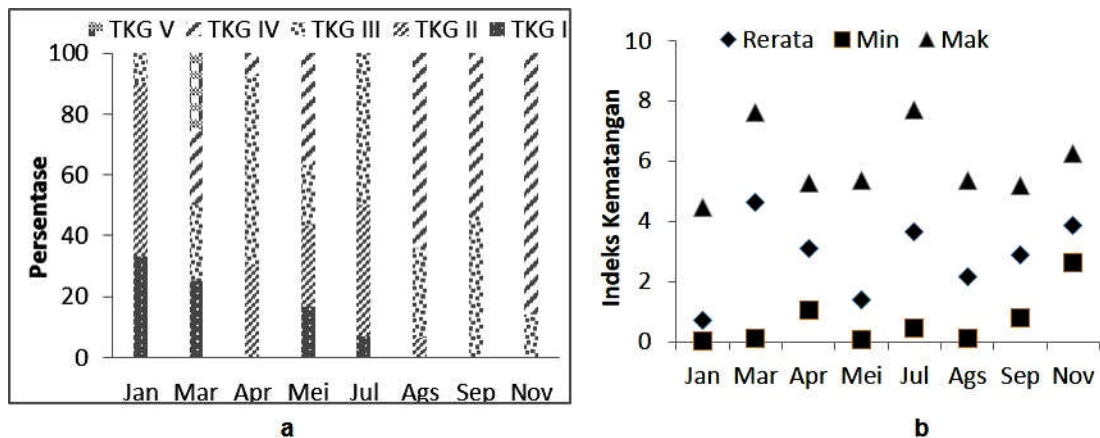 TKG V TKG IV TKG III TKG II TKG I
100
80
60
40
20
0
Persentase
Jan Mar Apr Mei Jul Ags Sep Nov
a
Rerata Min Mak
10
8
6
4
2
0
Indeks Kematangan
Jan Mar Apr Mei Jul Ags Sep Nov
b